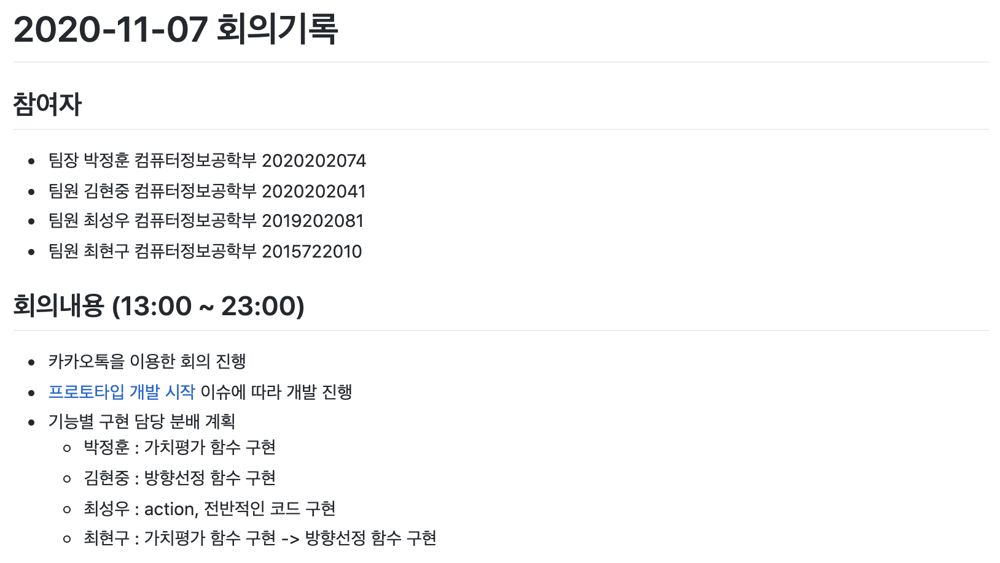 2020-11-07 회의기록
참여자
팀장 박정훈 컴퓨터정보공학부 2020202074
팀원 김현중 컴퓨터정보공학부 2020202041
팀원 최성우 컴퓨터정보공학부 2019202081
팀원 최현구 컴퓨터정보공학부 2015722010
회의내용 (13:00 ~ 23:00)
카카오톡을 이용한 회의 진행
프로토타입 개발 시작 이슈에 따라 개발 진행
기능별 구현 담당 분배 계획
박정훈 : 가치평가 함수 구현
김현중 : 방향선정 함수 구현
최성우 : action, 전반적인 코드 구현
최현구 : 가치평가 함수 구현 -> 방향선정 함수 구현